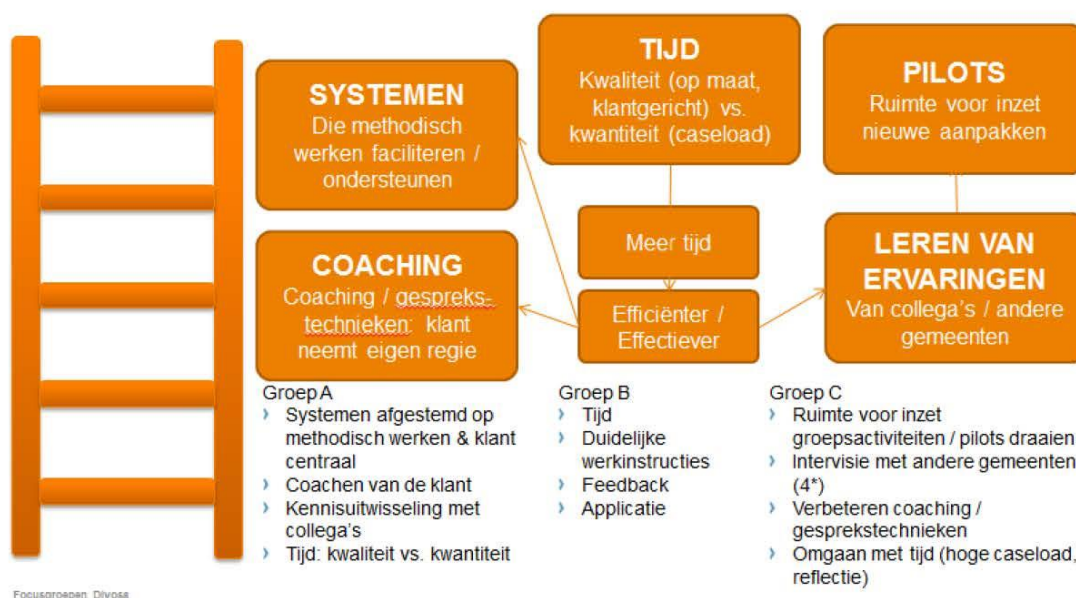 SYSTEMEN
Die methodisch
werken faciliteren /
ondersteunen
TIJD
Kwaliteit (op maat,
klantgericht) vs.
kwantiteit (caseload)
PILOTS
Ruimte voor inzet
nieuwe aanpakken
COACHING
Coaching / gespreks-
technieken: klant
neemt eigen regie
Meer tijd
Efficiënter /
Effectiever
LEREN VAN
ERVARINGEN
Van collega's / andere
gemeenten
Groep A
› Systemen afgestemd op
methodisch werken & klant
centraal
› Coachen van de klant
› Kennisuitwisseling met
collega's
› Tijd: kwaliteit vs. kwantiteit
Groep B
› Tijd
› Duidelijke
werkinstructies
› Feedback
› Applicatie
Groep C
› Ruimte voor inzet
groepsactiviteiten / pilots draaien
› Intervisie met andere gemeenten
(4*)
› Verbeteren coaching /
gesprekstechnieken
› Omgaan met tijd (hoge caseload,
reflectie)
Focusgroepen Divosa